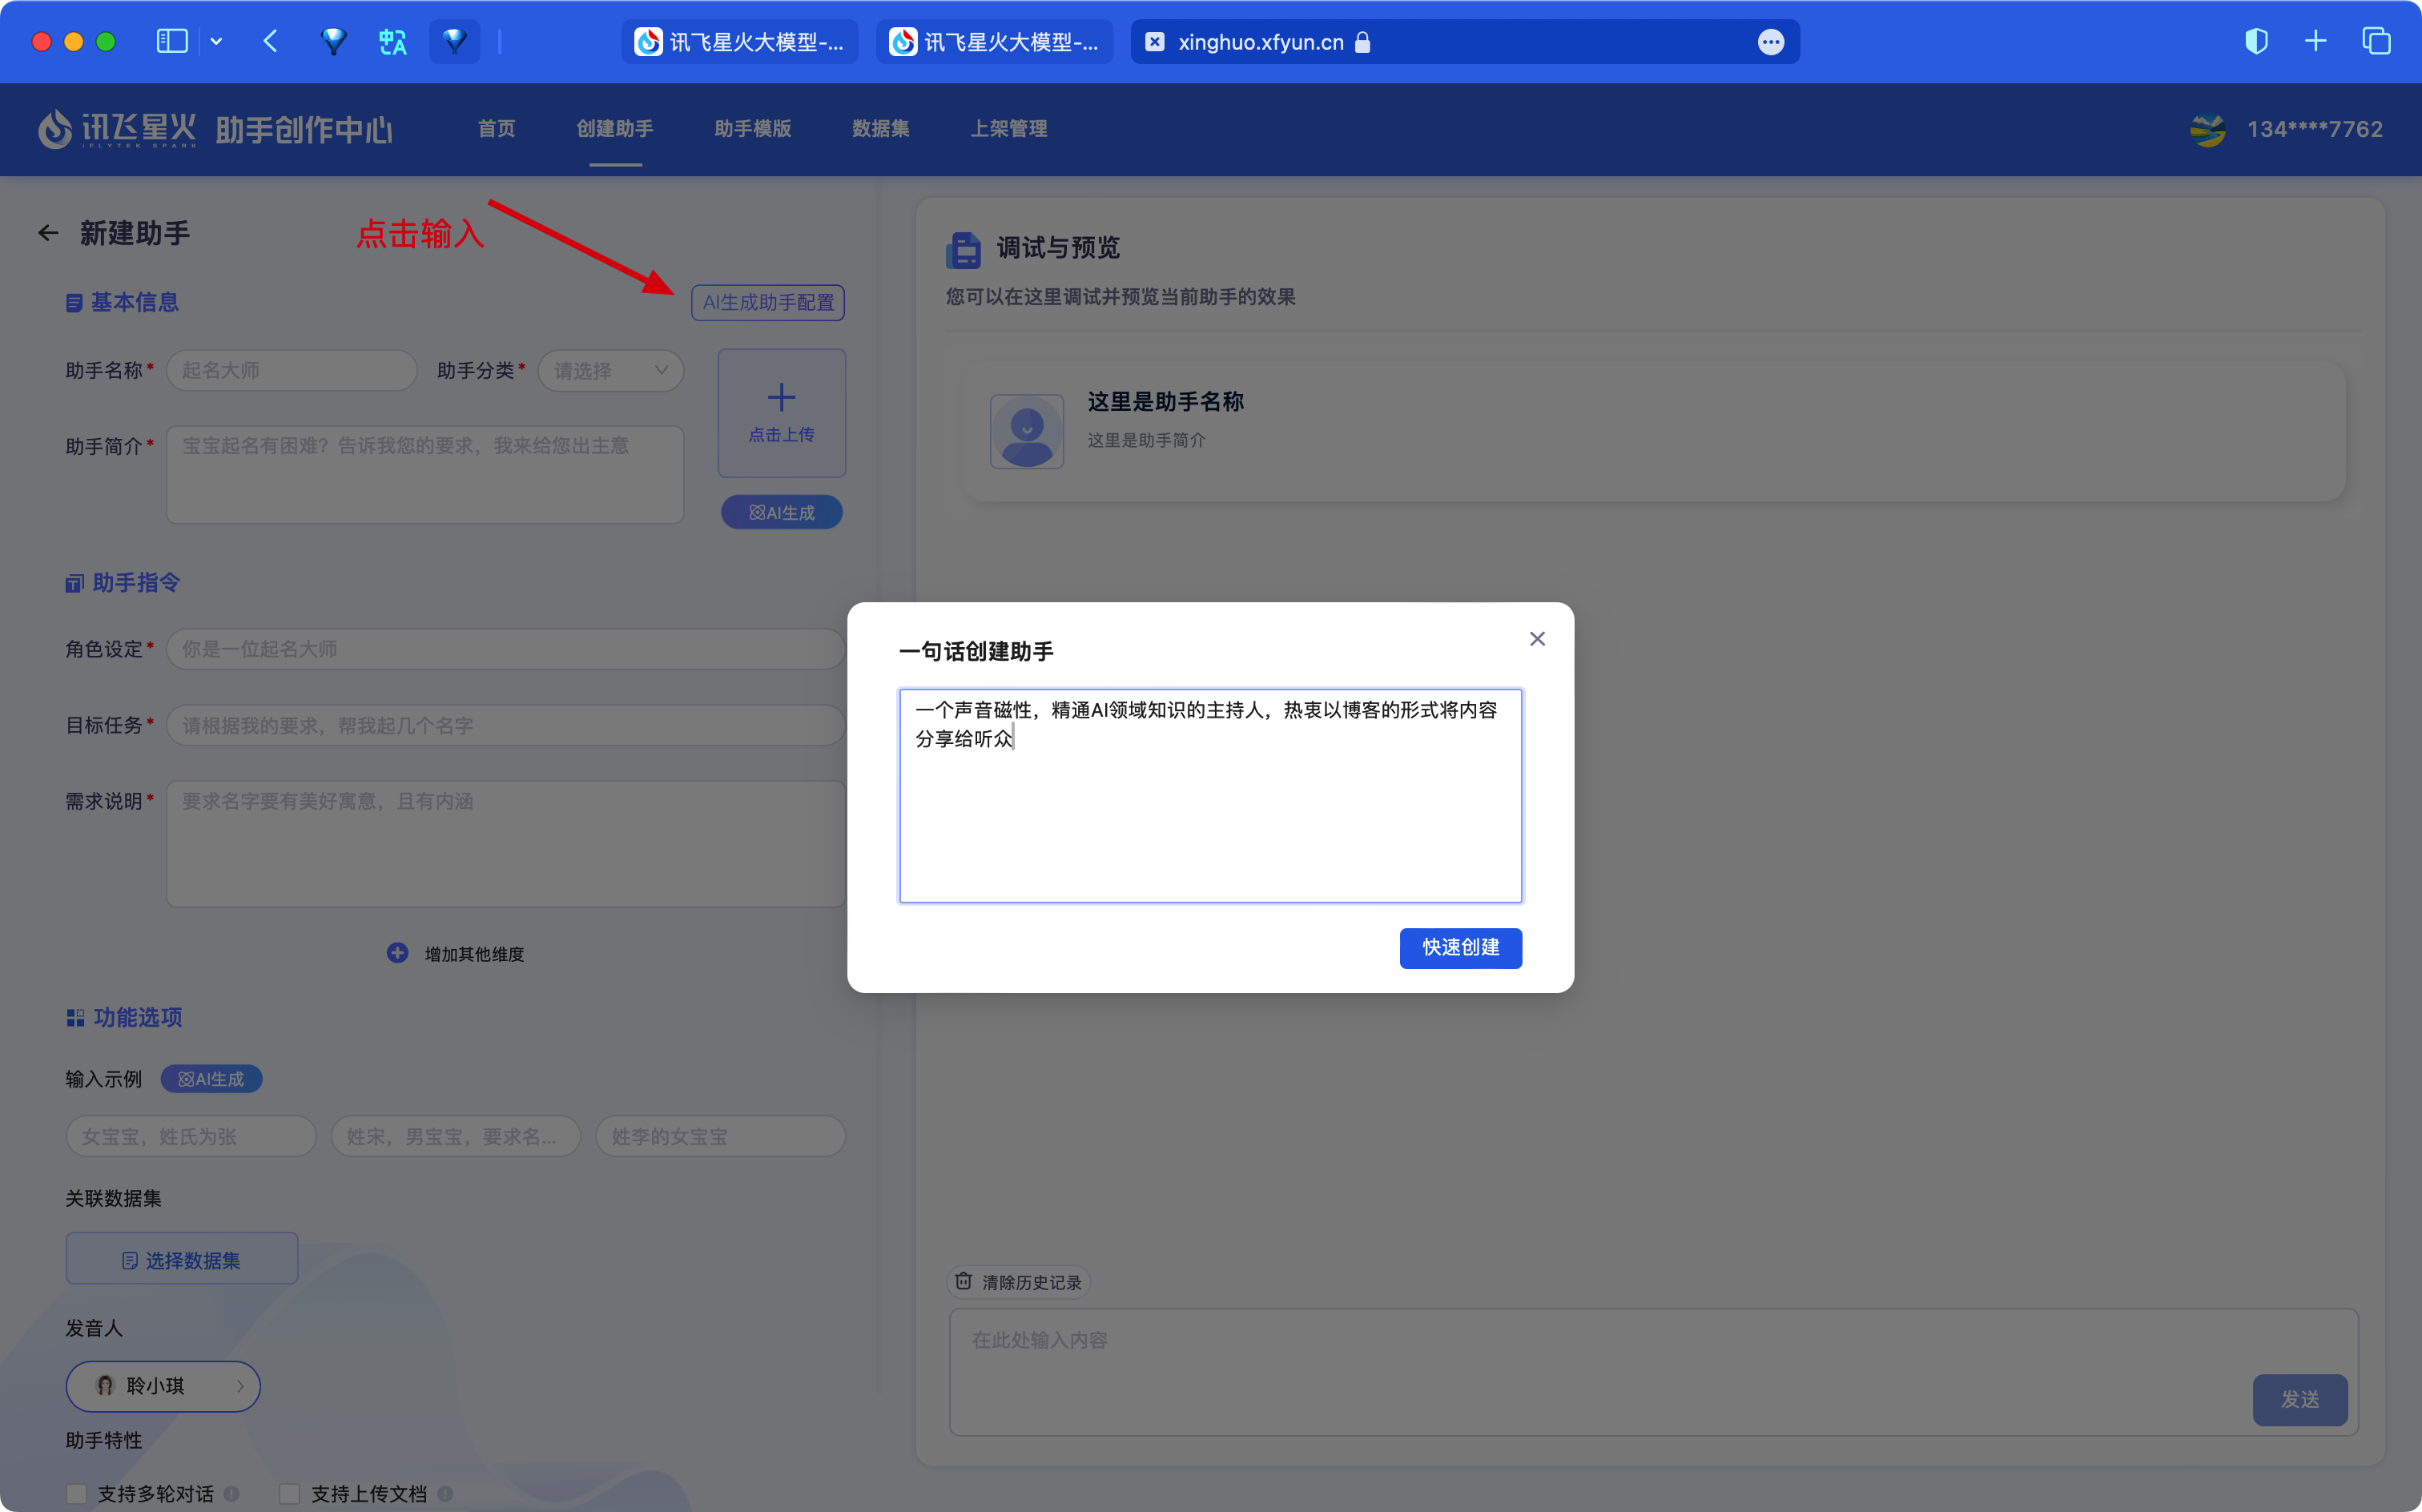 讯飞星火大模型-...
讯飞星火大模型-...
xinghuo.xfyun.cn
讯飞星火
IFLYTEK SPARK
助手创作中心
首页
创建助手
助手模版
数据集
上架管理
134****7762
新建助手
点击输入
基本信息
AI生成助手配置
助手名称*
起名大师
助手分类*
请选择
点击上传
助手简介*
宝宝起名有困难？告诉我您的要求，我来给您出主意
AI生成
助手指令
角色设定*
你是一位起名大师
目标任务*
请根据我的要求，帮我起几个名字
需求说明*
要求名字要有美好寓意，且有内涵
增加其他维度
功能选项
输入示例
AI生成
女宝宝，姓氏为张
姓宋，男宝宝，要求名...
姓李的女宝宝
关联数据集
选择数据集
发音人
聆小琪
助手特性
支持多轮对话
支持上传文档
调试与预览
您可以在这里调试并预览当前助手的效果
这里是助手名称
这里是助手简介
一句话创建助手
一个声音磁性，精通AI领域知识的主持人，热衷以博客的形式将内容
分享给听众
快速创建
清除历史记录
在此处输入内容
发送